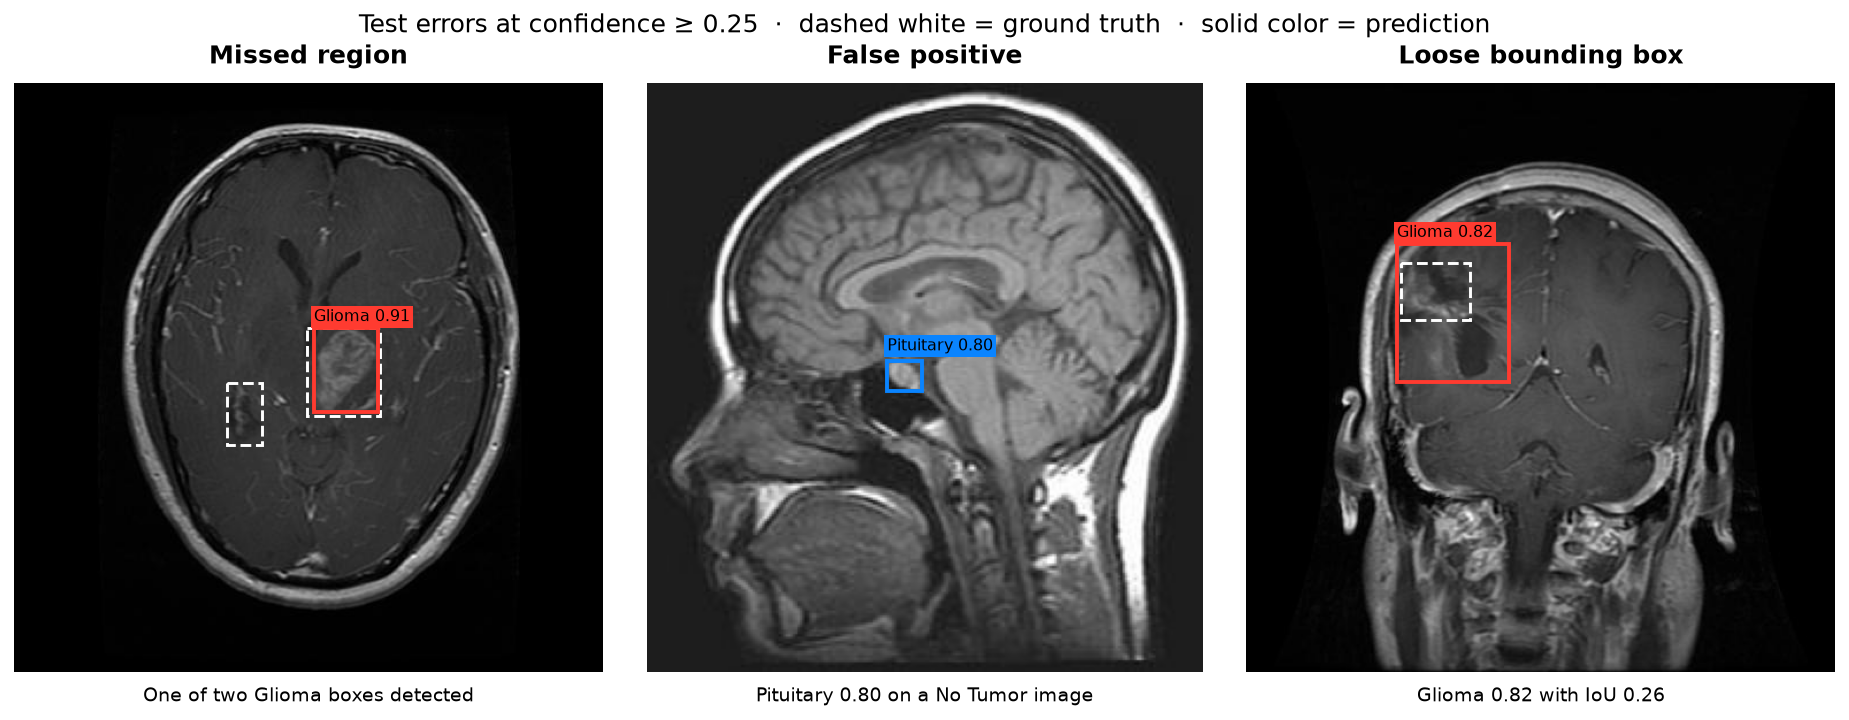 Test errors at confidence ≥ 0.25 · dashed white = ground truth · solid color = prediction
Missed region
False positive
Loose bounding box
Glioma 0.91
Pituitary 0.80
Glioma 0.82
One of two Glioma boxes detected
Pituitary 0.80 on a No Tumor image
Glioma 0.82 with IoU 0.26